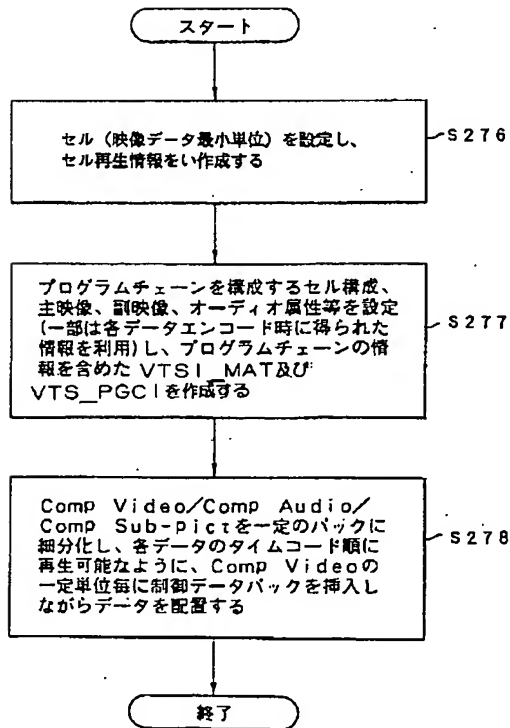 スタート
セル（映像データ最小単位）を設定し、
セル再生情報をい作成する
S276
プログラムチェーンを構成するセル構成、
主映像、副映像、オーディオ属性等を設定
(一部は各データエンコード時に得られた
情報を利用)し、プログラムチェーンの情
報を含めた VTSI_MAT及び
VTS_PGCIを作成する
S277
Comp Video/Comp Audio/
Comp Sub-pictを一定のパックに
細分化し、各データのタイムコード順に
再生可能なように、Comp Videoの
一定単位毎に制御データパックを挿入し
ながらデータを配置する
S278
終了